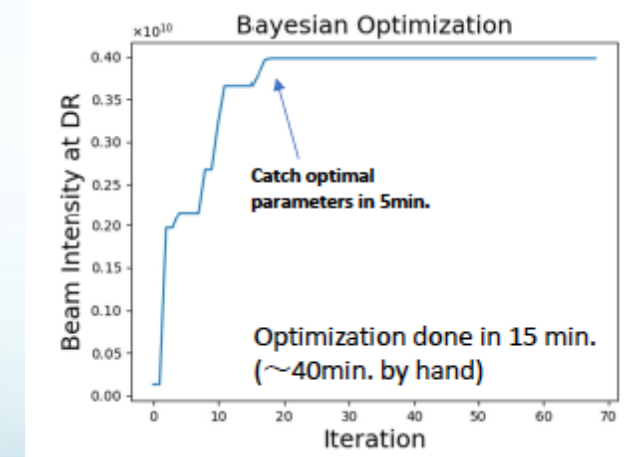 Bayesian Optimization
×10¹⁰
0.40
0.35
0.30
0.25
0.20
0.15
0.10
0.05
0.00
Beam Intensity at DR
Catch optimal
parameters in 5min.
Optimization done in 15 min.
(～40min. by hand)
0 10 20 30 40 50 60 70
Iteration